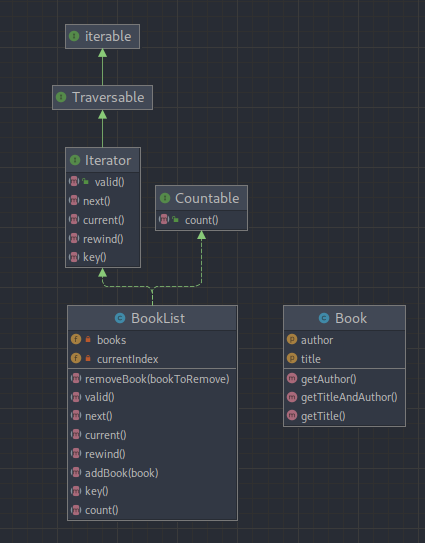 iterable
Traversable
Iterator
valid()
next()
current()
rewind()
key()
Countable
count()
BookList
books
currentIndex
removeBook(bookToRemove)
valid()
next()
current()
rewind()
addBook(book)
key()
count()
Book
author
title
getAuthor()
getTitleAndAuthor()
getTitle()